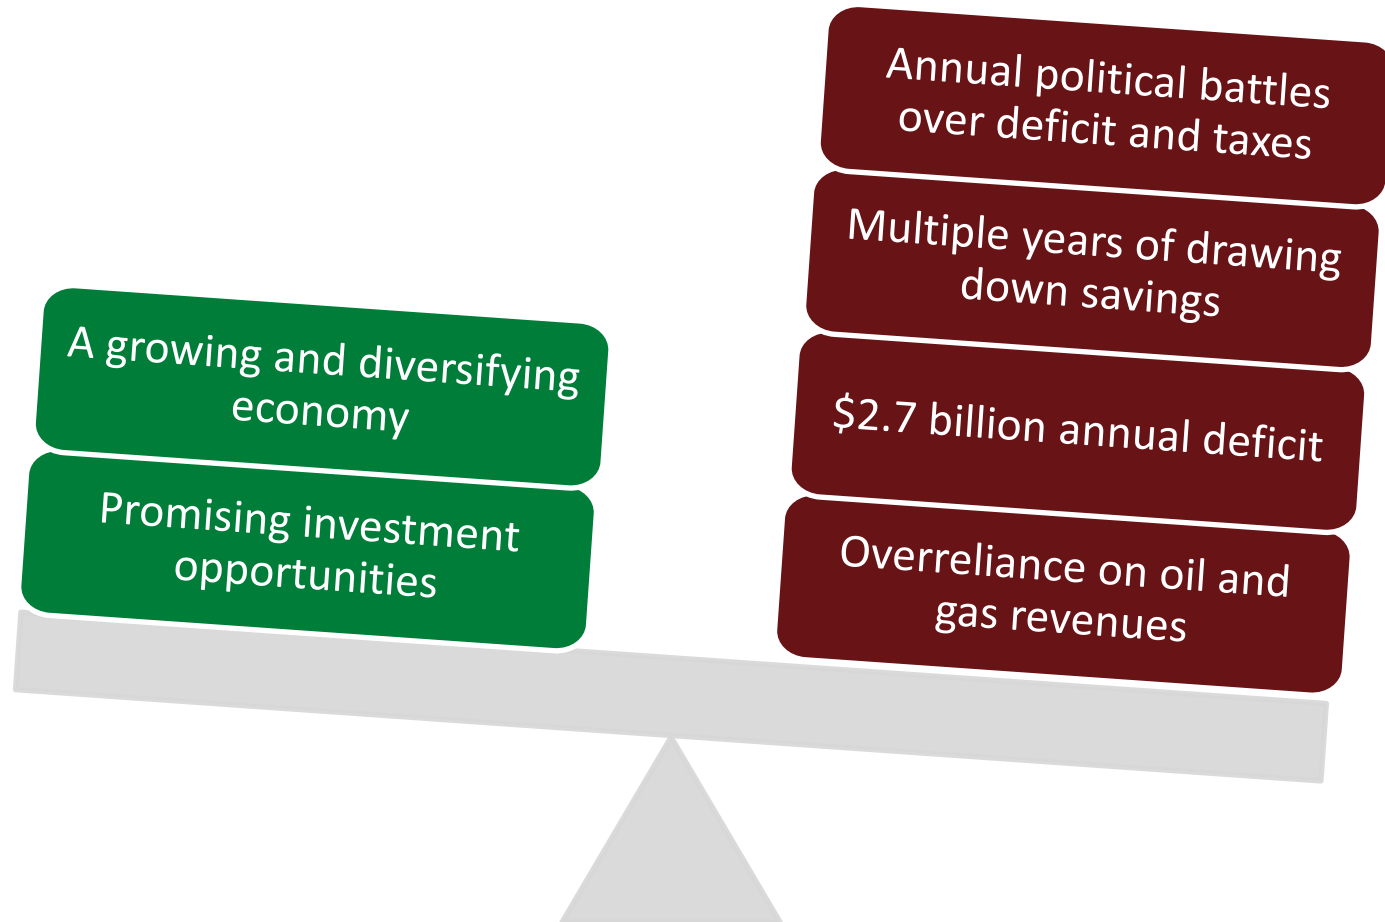 A growing and diversifying
economy
Promising investment
opportunities
Annual political battles
over deficit and taxes
Multiple years of drawing
down savings
$2.7 billion annual deficit
Overreliance on oil and
gas revenues